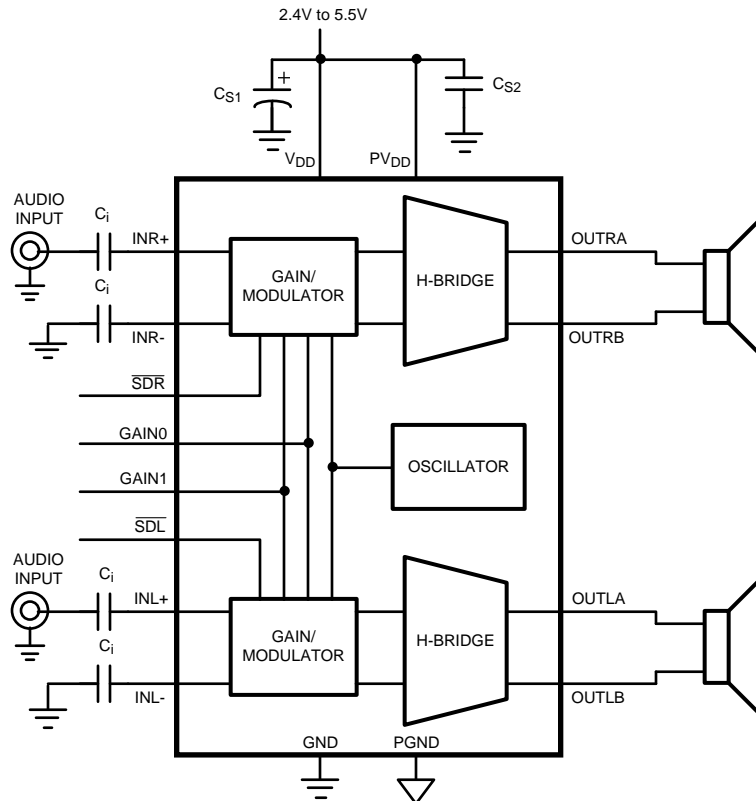 2.4V to 5.5V
+
CS1
CS2
VDD
PVDD
AUDIO
INPUT
Ci
INR+
Ci
INR-
GAIN/
MODULATOR
H-BRIDGE
OUTRA
OUTRB
SDR
GAIN0
GAIN1
SDL
OSCILLATOR
AUDIO
INPUT
Ci
INL+
Ci
INL-
GAIN/
MODULATOR
H-BRIDGE
OUTLA
OUTLB
GND
PGND